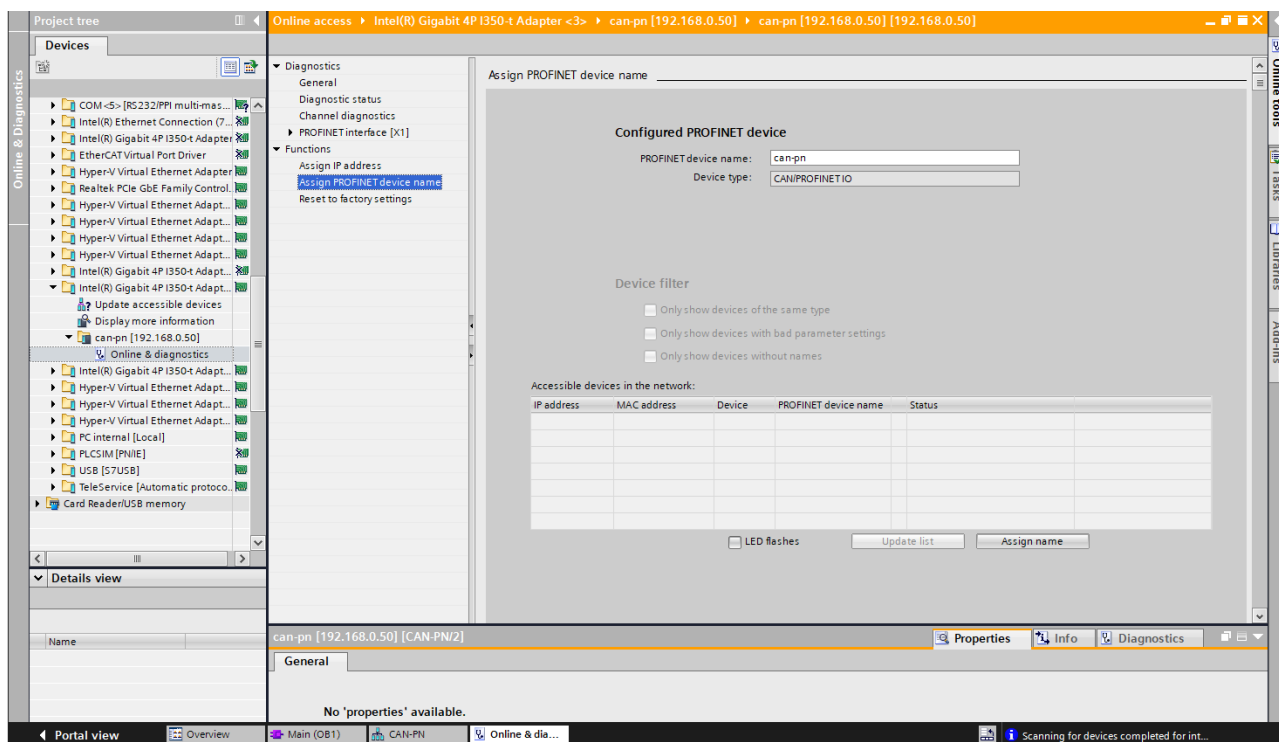 Project tree
Online access ▸ Intel(R) Gigabit 4P I350-t Adapter <3> ▸ can-pn [192.168.0.50] ▸ can-pn [192.168.0.50] [192.168.0.50]
Devices
Online & Diagnostics
COM <5> [RS232/PPI multi-mas...
Intel(R) Ethernet Connection (7...
Intel(R) Gigabit 4P I350-t Adapter
EtherCAT Virtual Port Driver
Hyper-V Virtual Ethernet Adapter
Realtek PCIe GbE Family Control.
Hyper-V Virtual Ethernet Adapt...
Hyper-V Virtual Ethernet Adapt...
Hyper-V Virtual Ethernet Adapt...
Hyper-V Virtual Ethernet Adapt...
Intel(R) Gigabit 4P I350-t Adapt...
Intel(R) Gigabit 4P I350-t Adapt...
Update accessible devices
Display more information
can-pn [192.168.0.50]
Online & diagnostics
Intel(R) Gigabit 4P I350-t Adapt...
Hyper-V Virtual Ethernet Adapt...
Hyper-V Virtual Ethernet Adapt...
Hyper-V Virtual Ethernet Adapt...
PC internal [Local]
PLCSIM [PN/IE]
USB [S7USB]
TeleService [Automatic protoco..
Card Reader/USB memory
Details view
Name
Diagnostics
General
Diagnostic status
Channel diagnostics
PROFINET interface [X1]
Functions
Assign IP address
Assign PROFINET device name
Reset to factory settings
Assign PROFINET device name
Configured PROFINET device
PROFINET device name: can-pn
Device type: CAN/PROFINET IO
Device filter
Only show devices of the same type
Only show devices with bad parameter settings
Only show devices without names
Accessible devices in the network:
IP address MAC address Device PROFINET device name Status
LED flashes Update list Assign name
Online tools
Tasks
Libraries
Add-ins
can-pn [192.168.0.50] [CAN-PN/2]
Properties Info Diagnostics
General
No 'properties' available.
Portal view Overview Main (OB1) CAN-PN Online & dia... Scanning for devices completed for int...